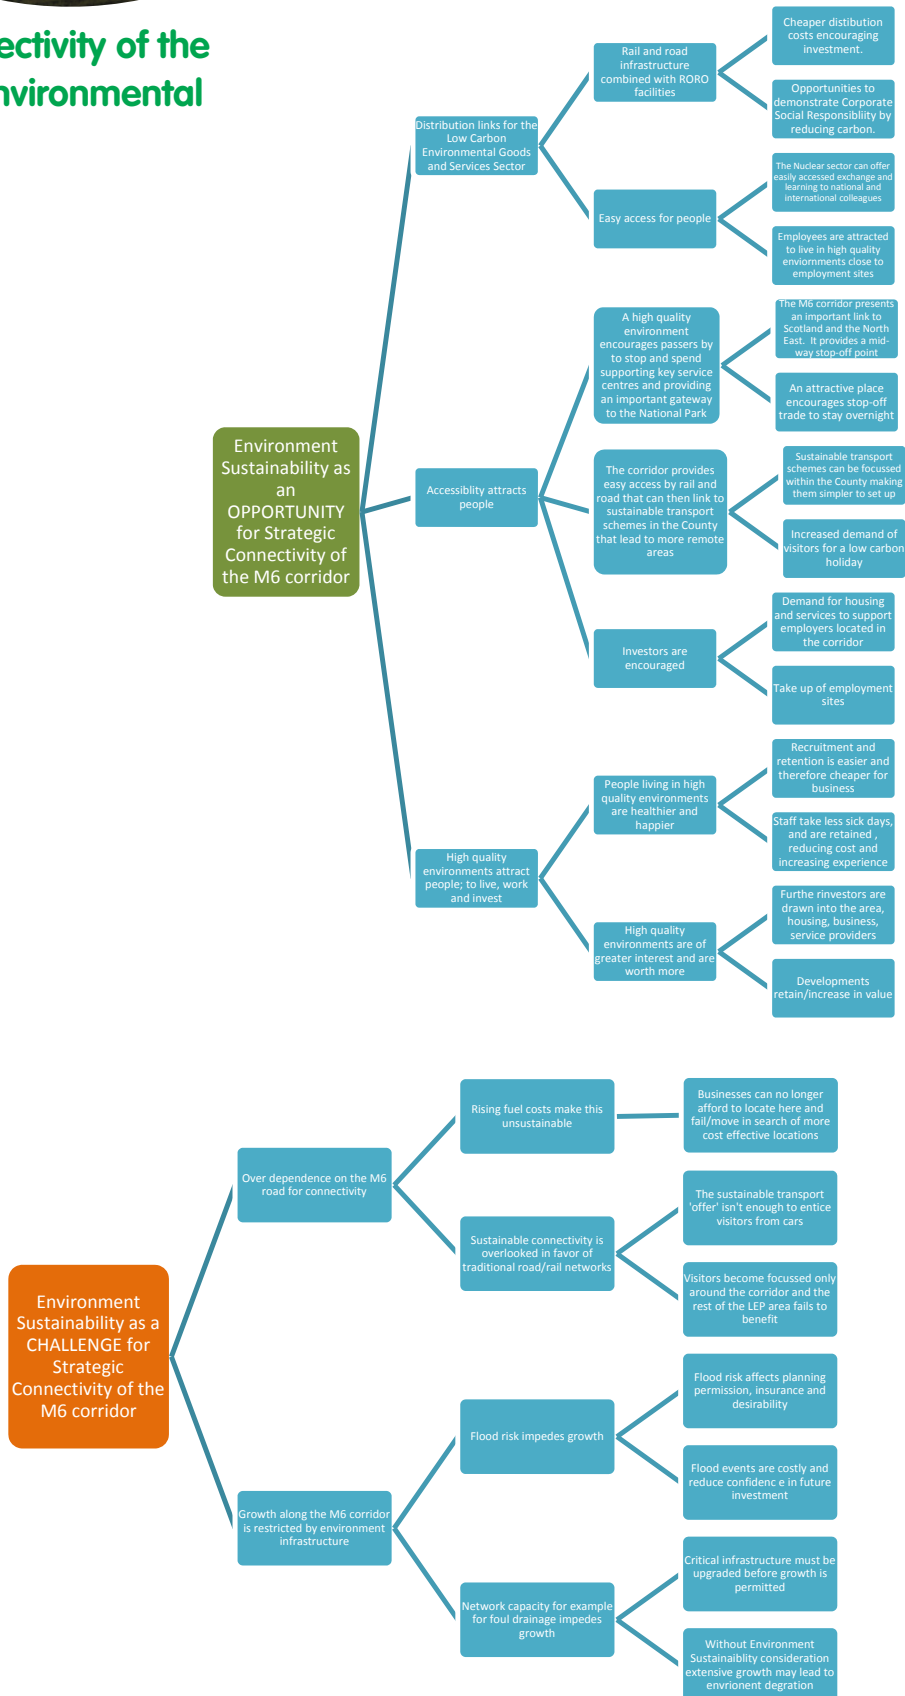 ectivity of the
nvironmental
Environment
Sustainability as
an
OPPORTUNITY
for Strategic
Connectivity of
the M6 corridor
Distribution links for the
Low Carbon
Environmental Goods
and Services Sector
Rail and road
infrastructure
combined with RORO
facilities
Cheaper distibution
costs encouraging
investment.
Opportunities to
demonstrate Corporate
Social Responsibliity by
reducing carbon.
Easy access for people
The Nuclear sector can offer
easily accessed exchange and
learning to national and
international colleagues
Employees are attracted
to live in high quality
enviornments close to
employment sites
Accessiblity attracts
people
A high quality
environment
encourages passers by
to stop and spend
supporting key service
centres and providing
an important gateway
to the National Park
The M6 corridor presents
an important link to
Scotland and the North
East.  It provides a mid-
way stop-off point
An attractive place
encourages stop-off
trade to stay overnight
The corridor provides
easy access by rail and
road that can then link to
sustainable transport
schemes in the County
that lead to more remote
areas
Sustainable transport
schemes can be focussed
within the County making
them simpler to set up
Increased demand of
visitors for a low carbon
holiday
Investors are
encouraged
Demand for housing
and services to support
employers located in
the corridor
Take up of employment
sites
High quality
environments attract
people; to live, work
and invest
People living in high
quality environments
are healthier and
happier
Recruitment and
retention is easier and
therefore cheaper for
business
Staff take less sick days,
and are retained ,
reducing cost and
increasing experience
High quality
environments are of
greater interest and are
worth more
Furthe rinvestors are
drawn into the area,
housing, business,
service providers
Developments
retain/increase in value
Environment
Sustainability as a
CHALLENGE for
Strategic
Connectivity of the
M6 corridor
Over dependence on the M6
road for connectivity
Rising fuel costs make this
unsustainable
Businesses can no longer
afford to locate here and
fail/move in search of more
cost effective locations
Sustainable connectivity is
overlooked in favor of
traditional road/rail networks
The sustainable transport
'offer' isn't enough to entice
visitors from cars
Visitors become focussed only
around the corridor and the
rest of the LEP area fails to
benefit
Growth along the M6 corridor
is restricted by environment
infrastructure
Flood risk impedes growth
Flood risk affects planning
permission, insurance and
desirability
Flood events are costly and
reduce confidenc e in future
investment
Network capacity for example
for foul drainage impedes
growth
Critical infrastructure must be
upgraded before growth is
permitted
Without Environment
Sustainaiblity consideration
extensive growth may lead to
envrionent degration